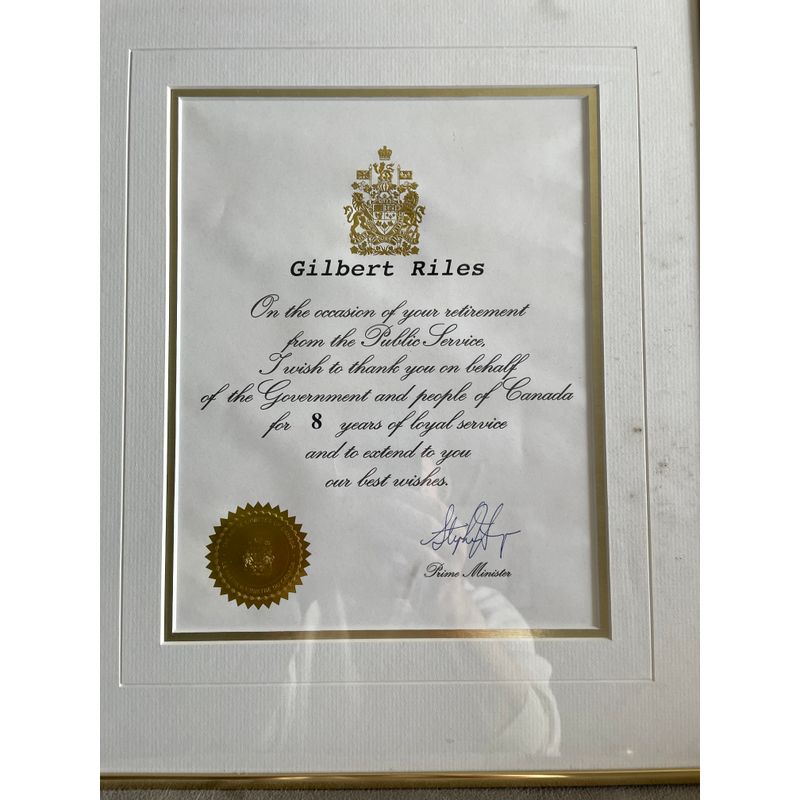 Gilbert Riles
On the occasion of your retirement
from the Public Service,
I wish to thank you on behalf
of the Government and people of Canada
for 8 years of loyal service
and to extend to you
our best wishes.
Prime Minister